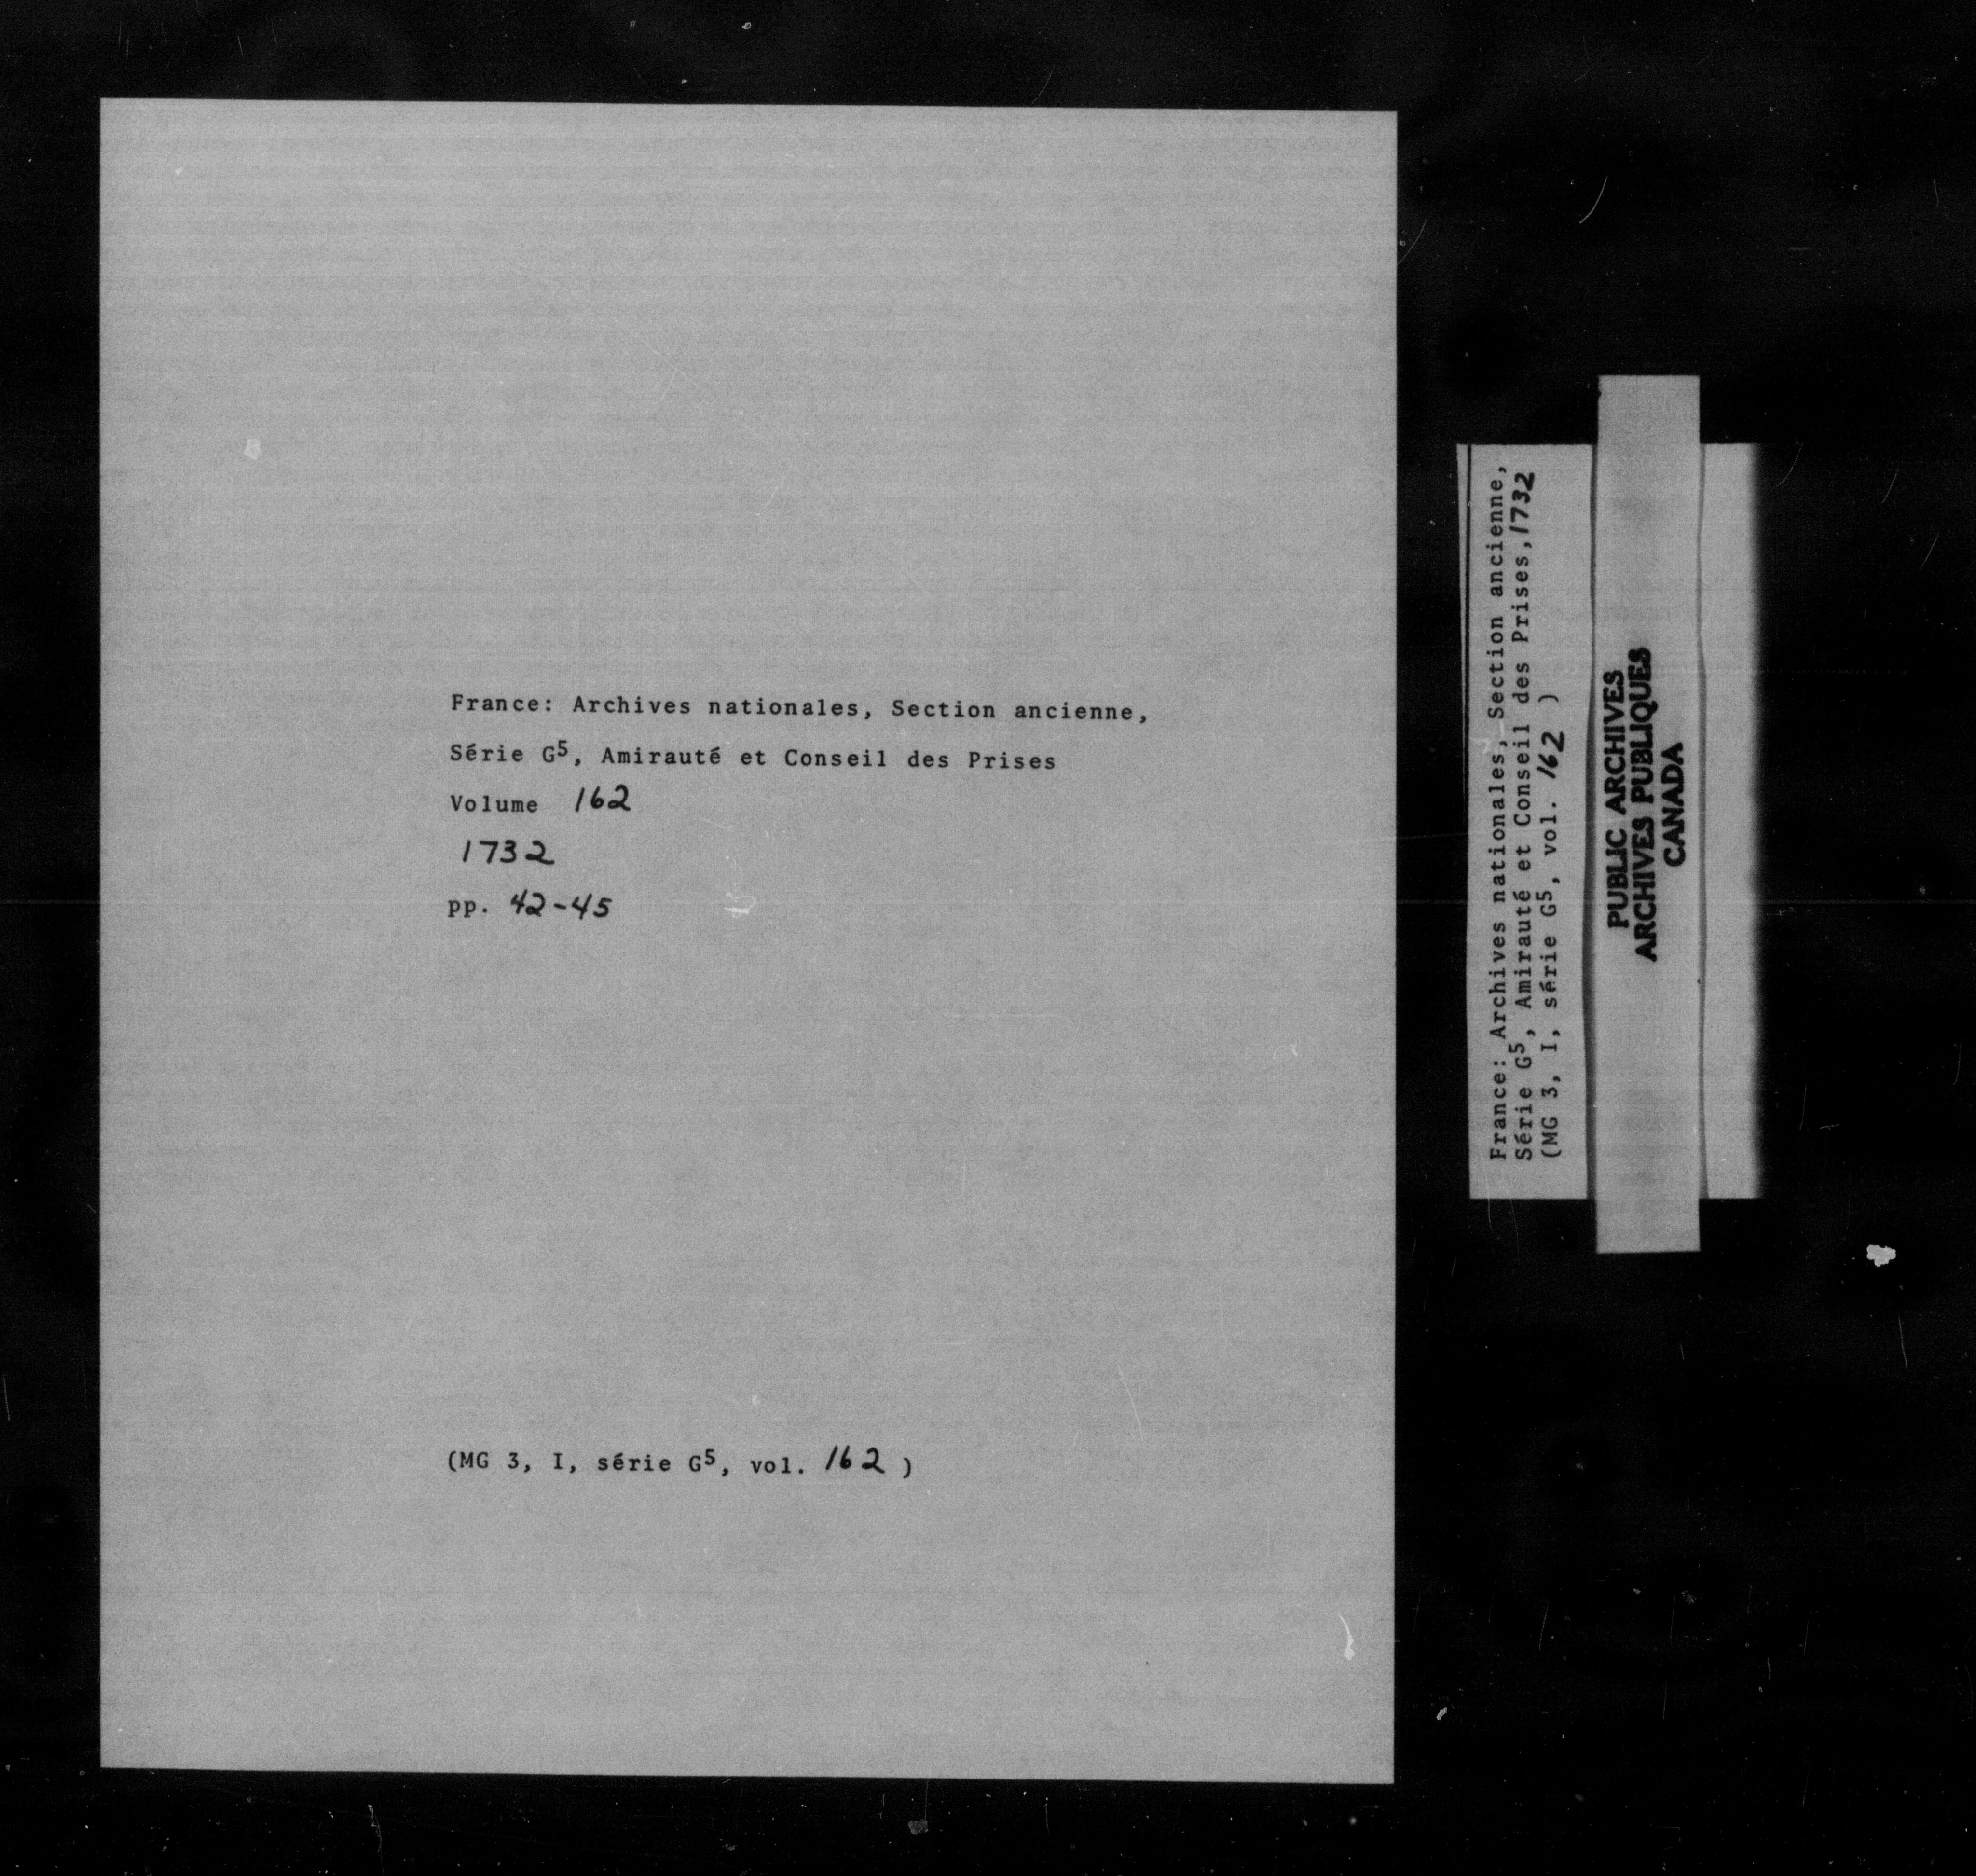 France: Archives nationales, Section ancienne,
Série G5, Amirauté et Conseil des Prises
Volume 162
1732
pp. 42-45
(MG 3, I, série G5, vol. 162 )
France: Archives nationales, Section ancienne,
Série G5, Amirauté et Conseil des Prises, 1732
(MG 3, I, série G5, vol. 162 )
PUBLIC ARCHIVES
ARCHIVES PUBLIQUES
CANADA